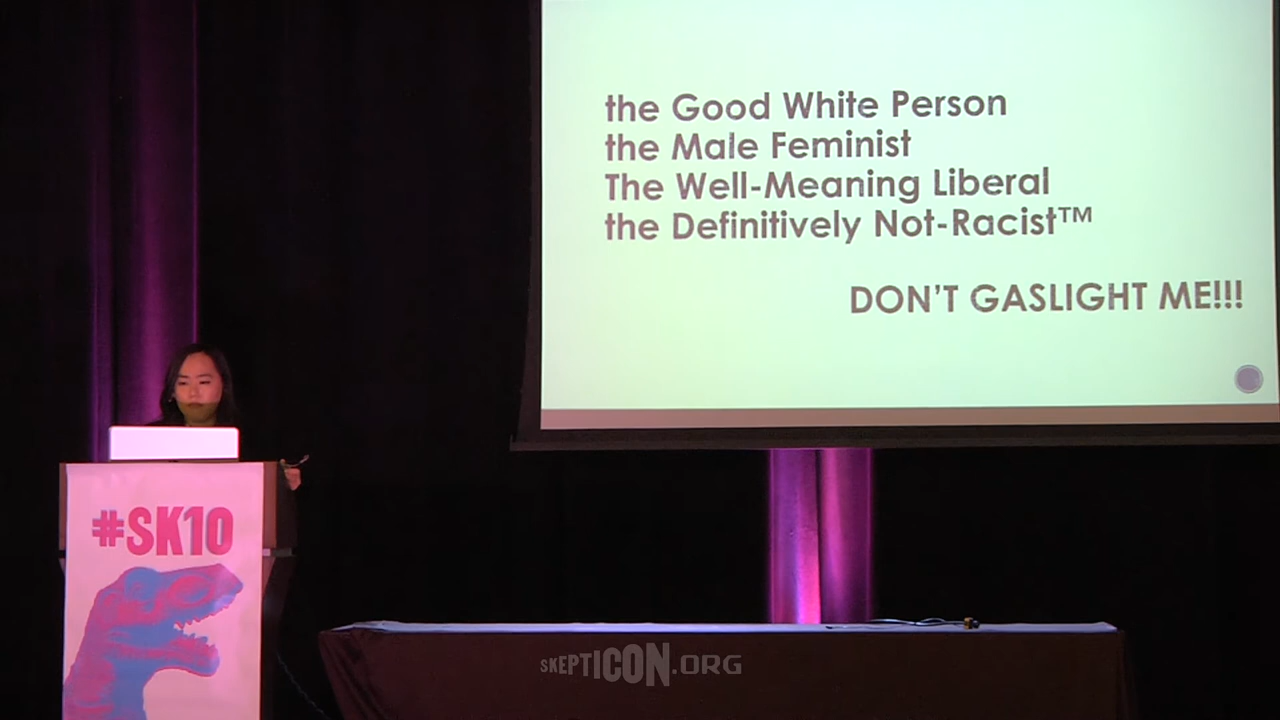 the Good White Person
the Male Feminist
The Well-Meaning Liberal
the Definitively Not-Racist™
DON'T GASLIGHT ME!!!
#SK10
SKEPTICON.ORG